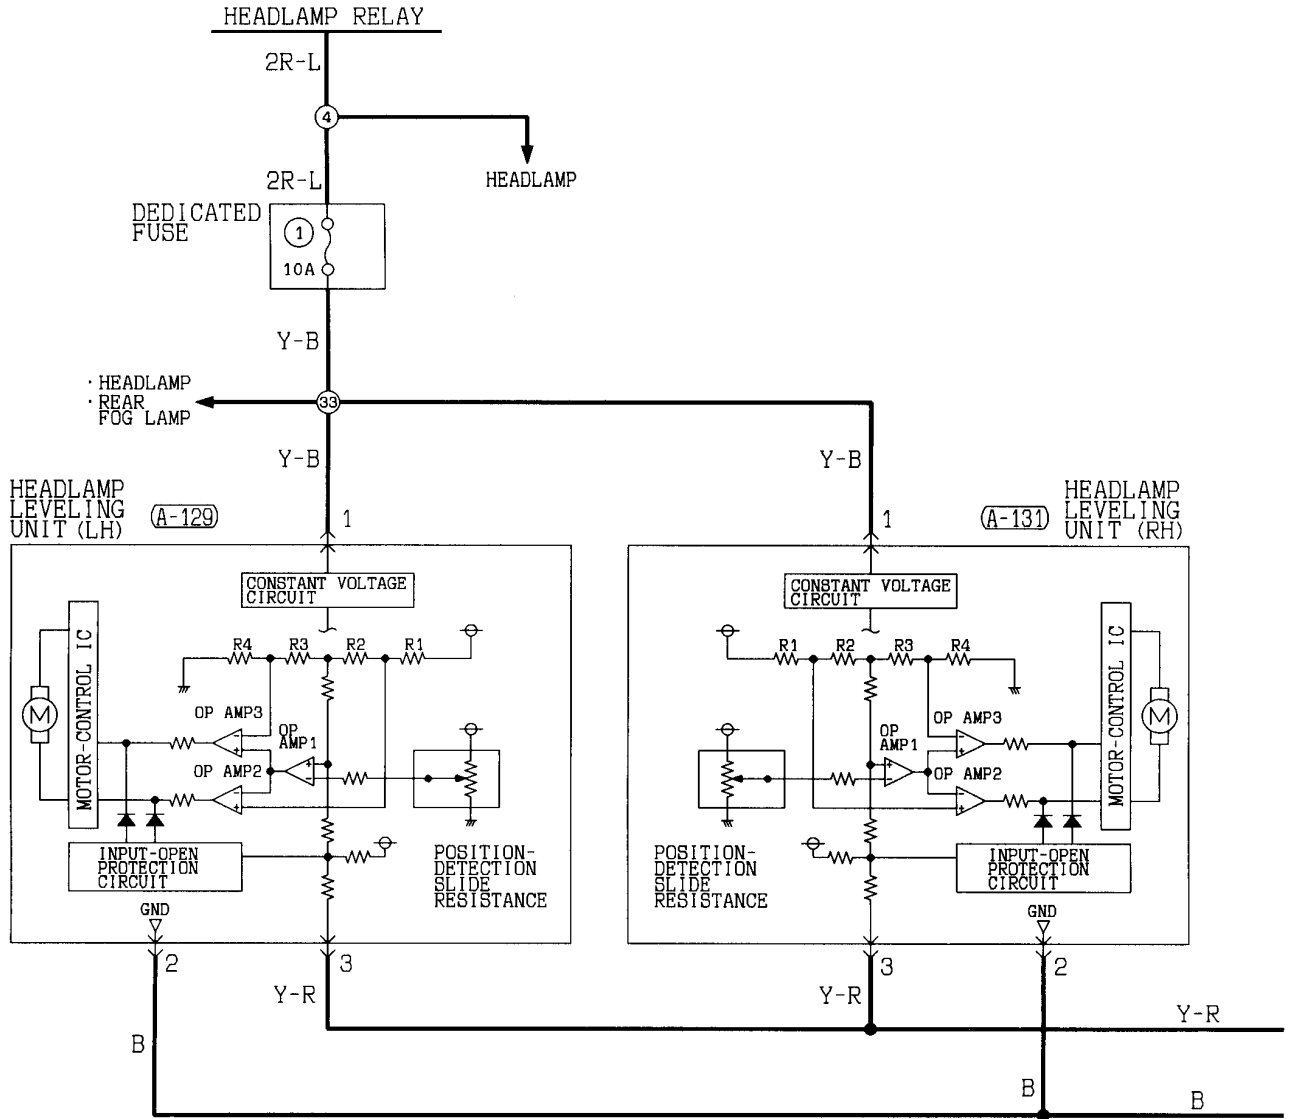 HEADLAMP RELAY
2R-L
4
HEADLAMP
2R-L
DEDICATED
FUSE
1
10A
Y-B
· HEADLAMP
· REAR
FOG LAMP
33
Y-B
Y-B
HEADLAMP
LEVELING
UNIT (LH)
A-129
1
A-131
1
HEADLAMP
LEVELING
UNIT (RH)
CONSTANT VOLTAGE
CIRCUIT
R4
R3
R2
R1
MOTOR-CONTROL IC
M
OP AMP3
OP
AMP1
OP AMP2
INPUT-OPEN
PROTECTION
CIRCUIT
POSITION-
DETECTION
SLIDE
RESISTANCE
GND
2
3
Y-R
B
CONSTANT VOLTAGE
CIRCUIT
R1
R2
R3
R4
MOTOR-CONTROL IC
M
OP AMP3
OP
AMP1
OP AMP2
POSITION-
DETECTION
SLIDE
RESISTANCE
INPUT-OPEN
PROTECTION
CIRCUIT
GND
3
2
Y-R
Y-R
B
B